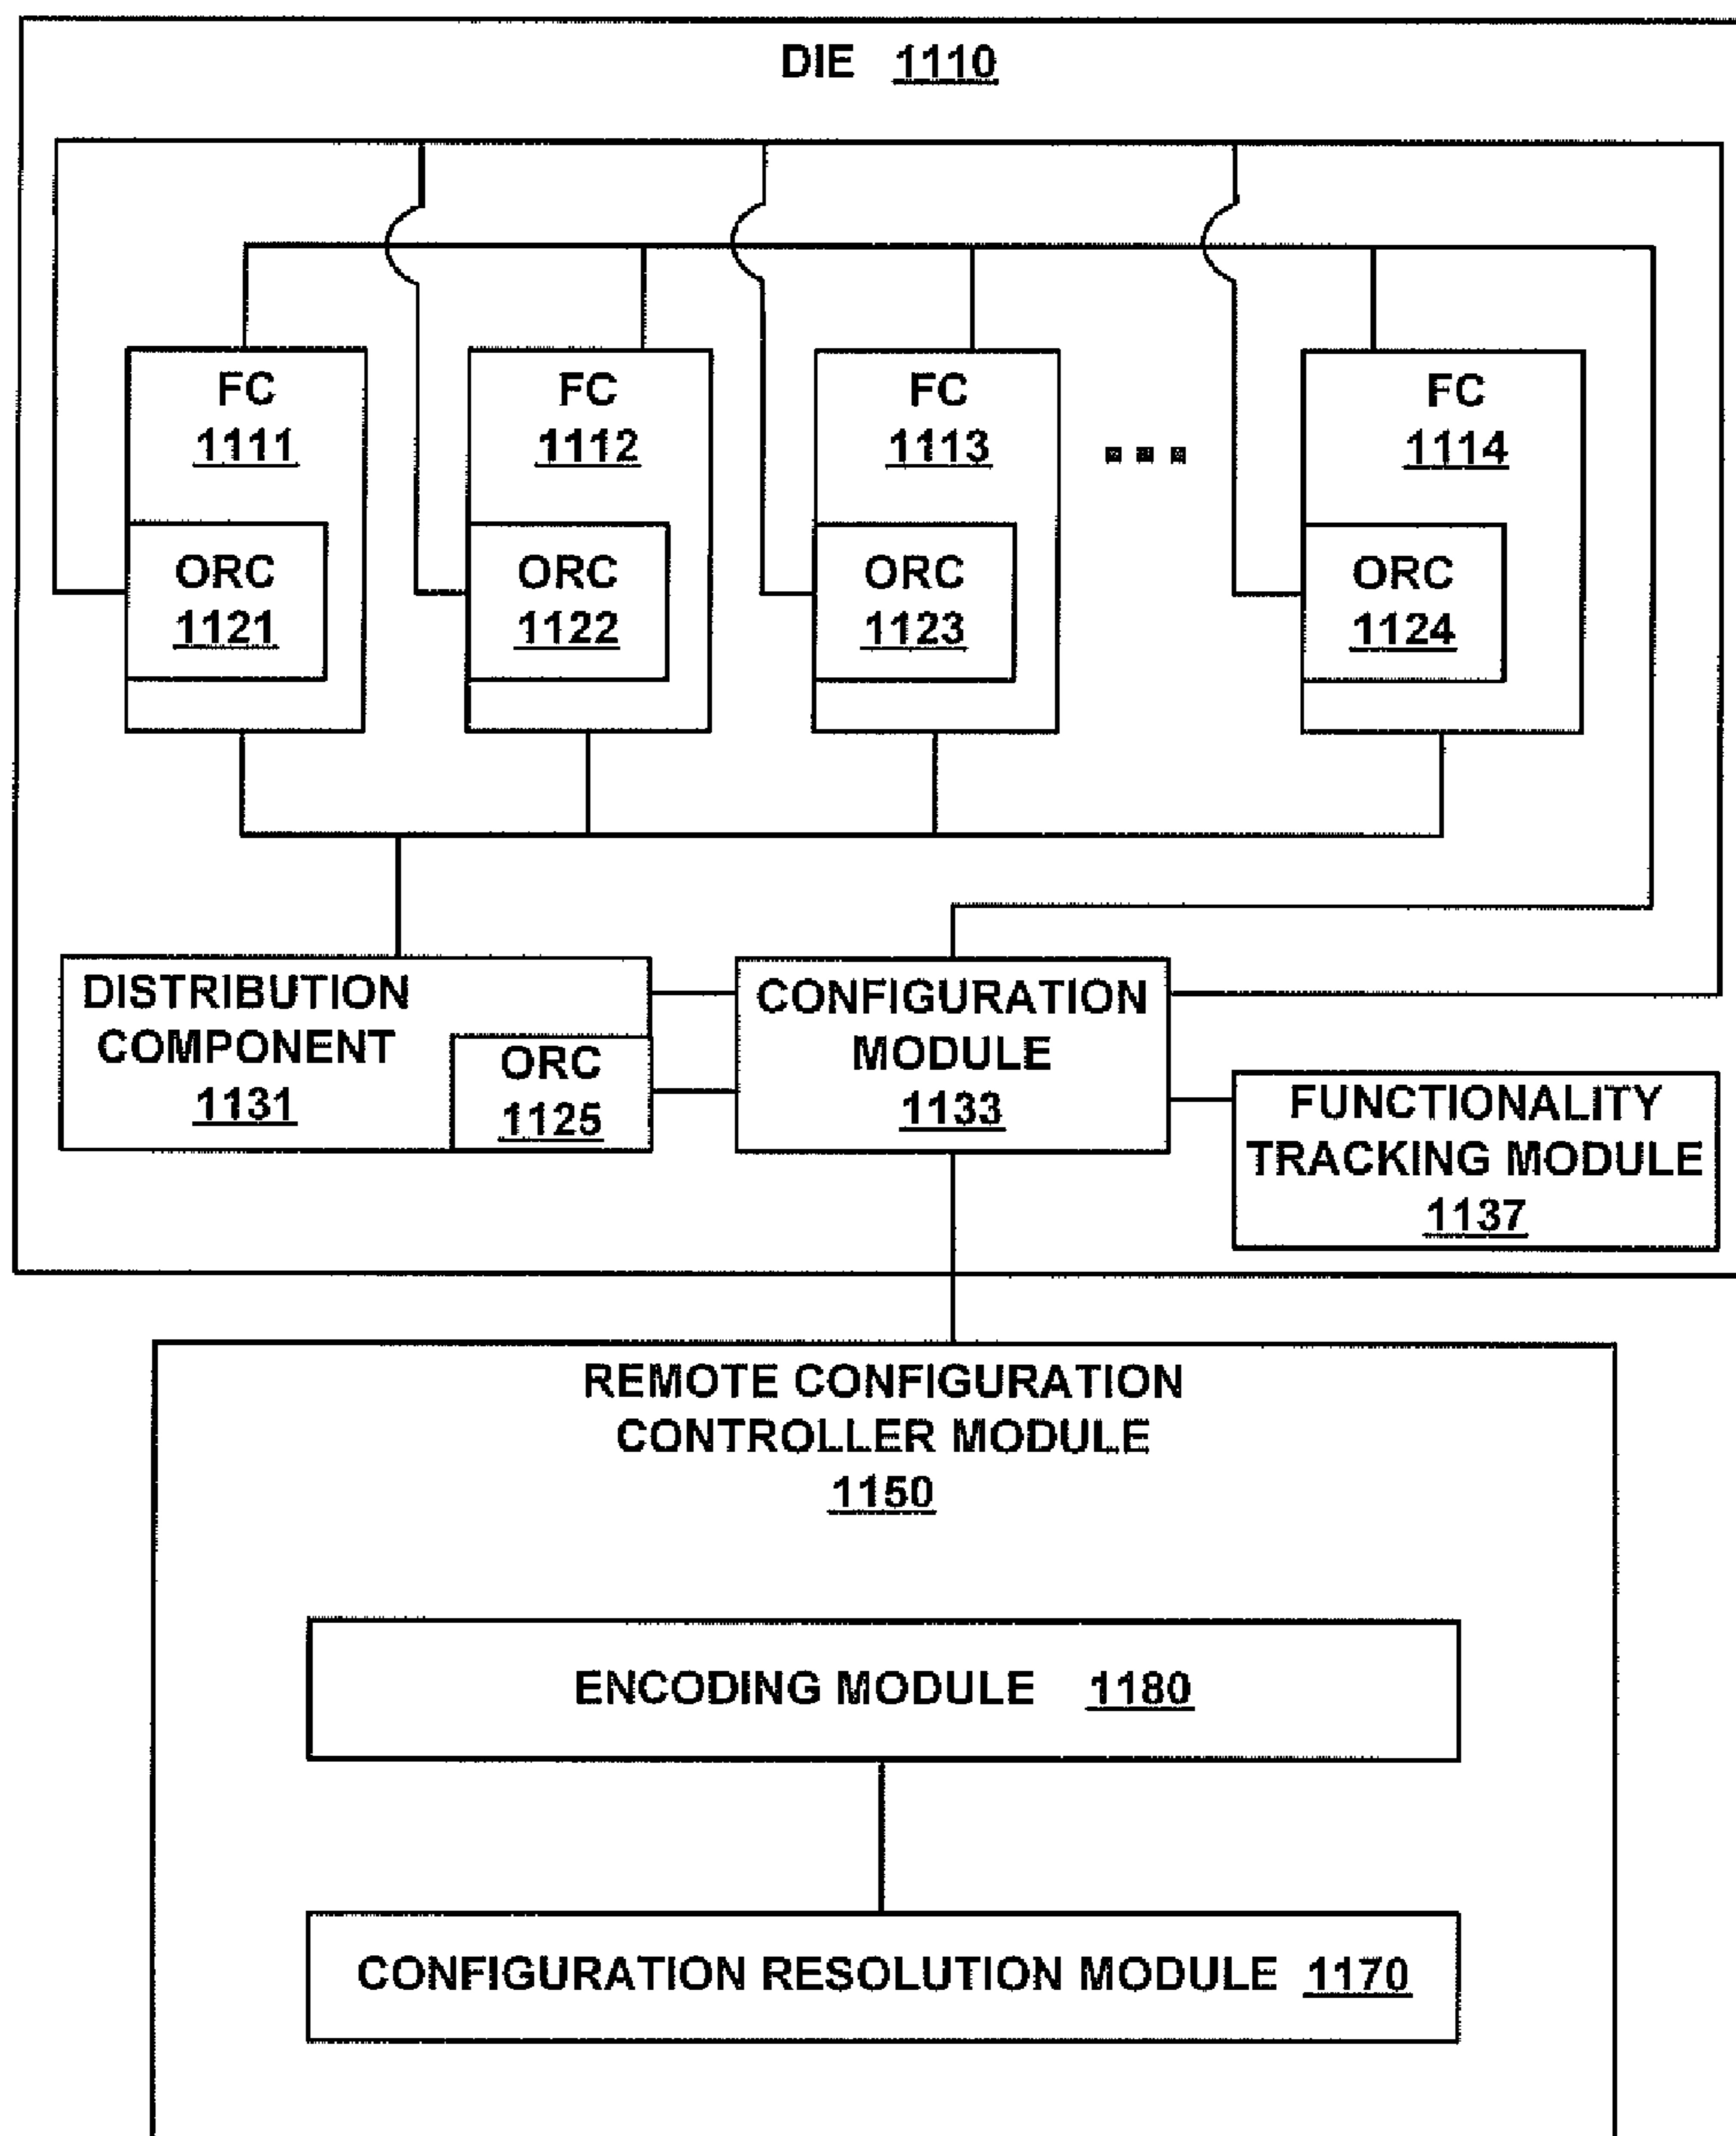 DIE 1110
FC
1111
FC
1112
FC
1113
FC
1114
ORC
1121
ORC
1122
ORC
1123
ORC
1124
DISTRIBUTION
COMPONENT
1131
ORC
1125
CONFIGURATION
MODULE
1133
FUNCTIONALITY
TRACKING MODULE
1137
REMOTE CONFIGURATION
CONTROLLER MODULE
1150
ENCODING MODULE 1180
CONFIGURATION RESOLUTION MODULE 1170